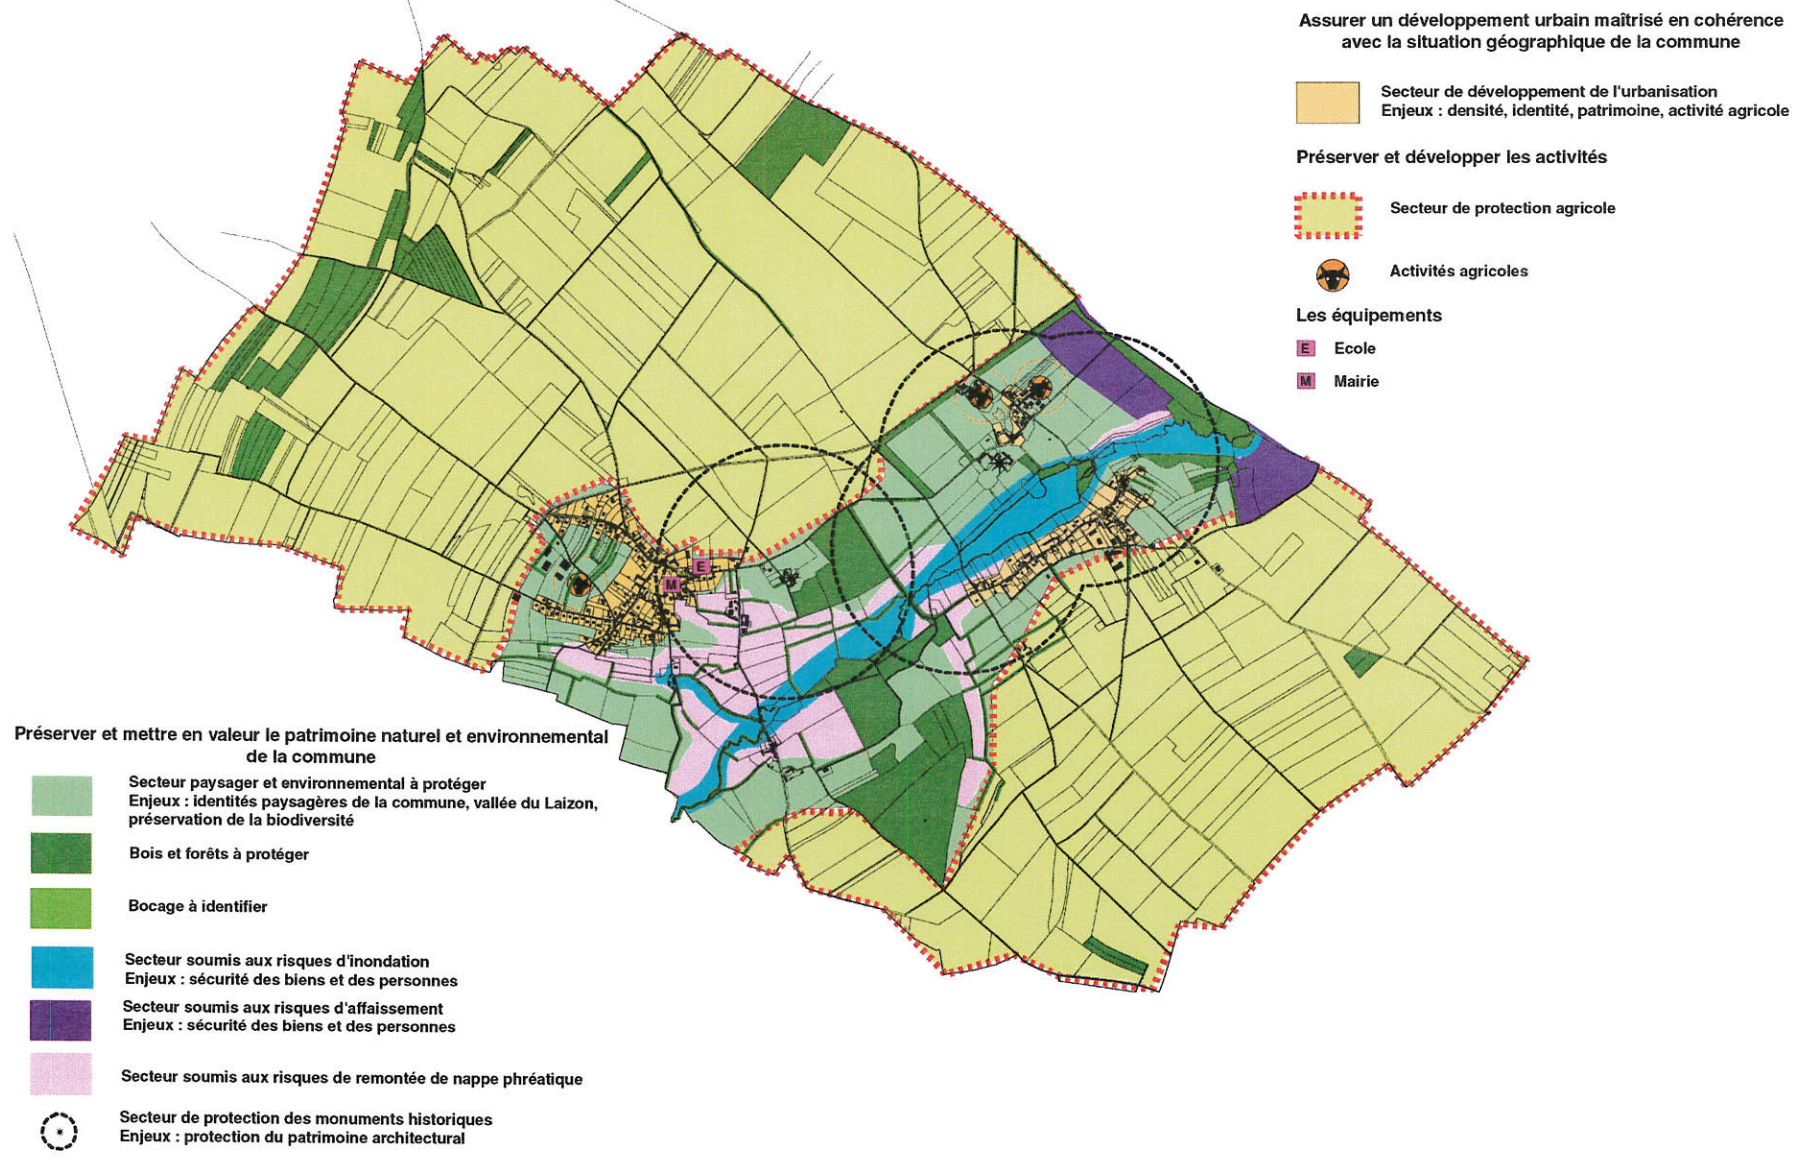 Assurer un développement urbain maîtrisé en cohérence
avec la situation géographique de la commune
Secteur de développement de l'urbanisation
Enjeux : densité, identité, patrimoine, activité agricole
Préserver et développer les activités
Secteur de protection agricole
Activités agricoles
Les équipements
E Ecole
M Mairie
E
M
Préserver et mettre en valeur le patrimoine naturel et environnemental
de la commune
Secteur paysager et environnemental à protéger
Enjeux : identités paysagères de la commune, vallée du Laizon,
préservation de la biodiversité
Bois et forêts à protéger
Bocage à identifier
Secteur soumis aux risques d'inondation
Enjeux : sécurité des biens et des personnes
Secteur soumis aux risques d'affaissement
Enjeux : sécurité des biens et des personnes
Secteur soumis aux risques de remontée de nappe phréatique
Secteur de protection des monuments historiques
Enjeux : protection du patrimoine architectural